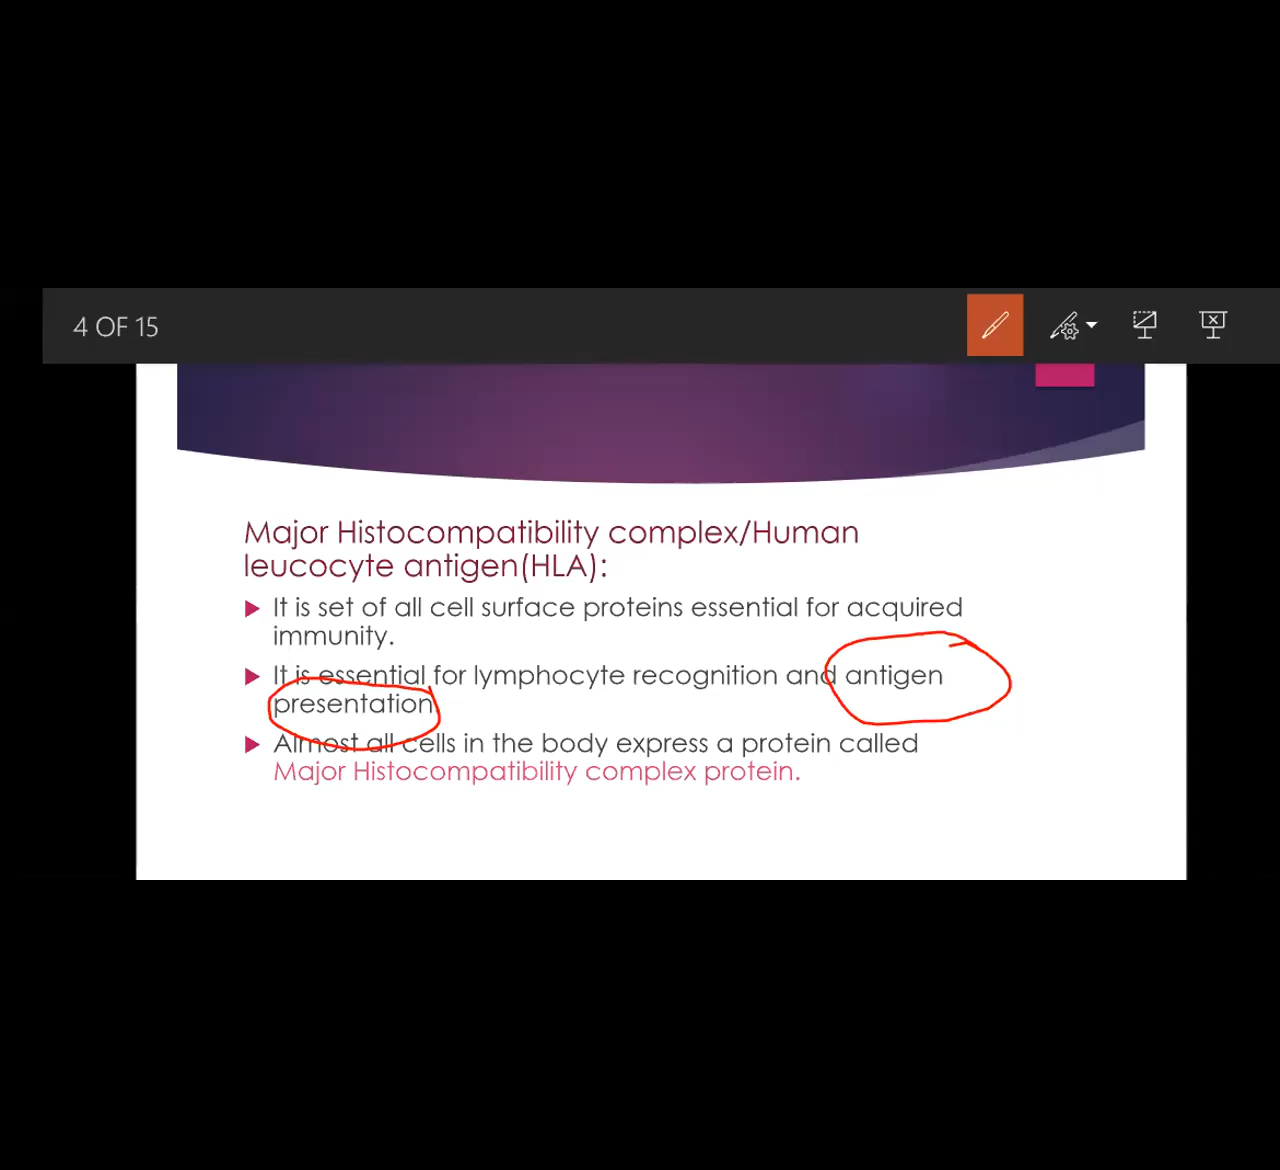 4 OF 15
Major Histocompatibility complex/Human
leucocyte antigen(HLA):
It is set of all cell surface proteins essential for acquired
immunity.
It is essential for lymphocyte recognition and antigen
presentation
Almost all cells in the body express a protein called
Major Histocompatibility complex protein.